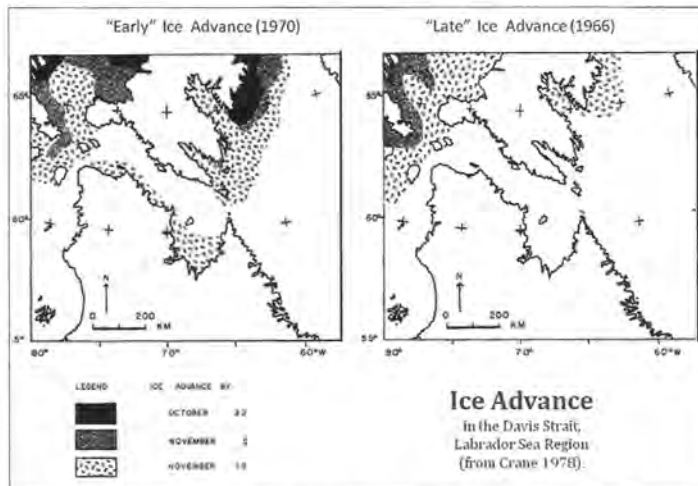 "Early" Ice Advance (1970)
"Late" Ice Advance (1966)
65°
60°
5°
N
0 200
KM
80° 70° 60°W
65°
60°
55°
N
0 200
KM
80° 70° 60°W
LEGEND ICE ADVANCE BY
OCTOBER
NOVEMBER
NOVEMBER
Ice Advance
in the Davis Strait,
Labrador Sea Region
(from Crane 1978).